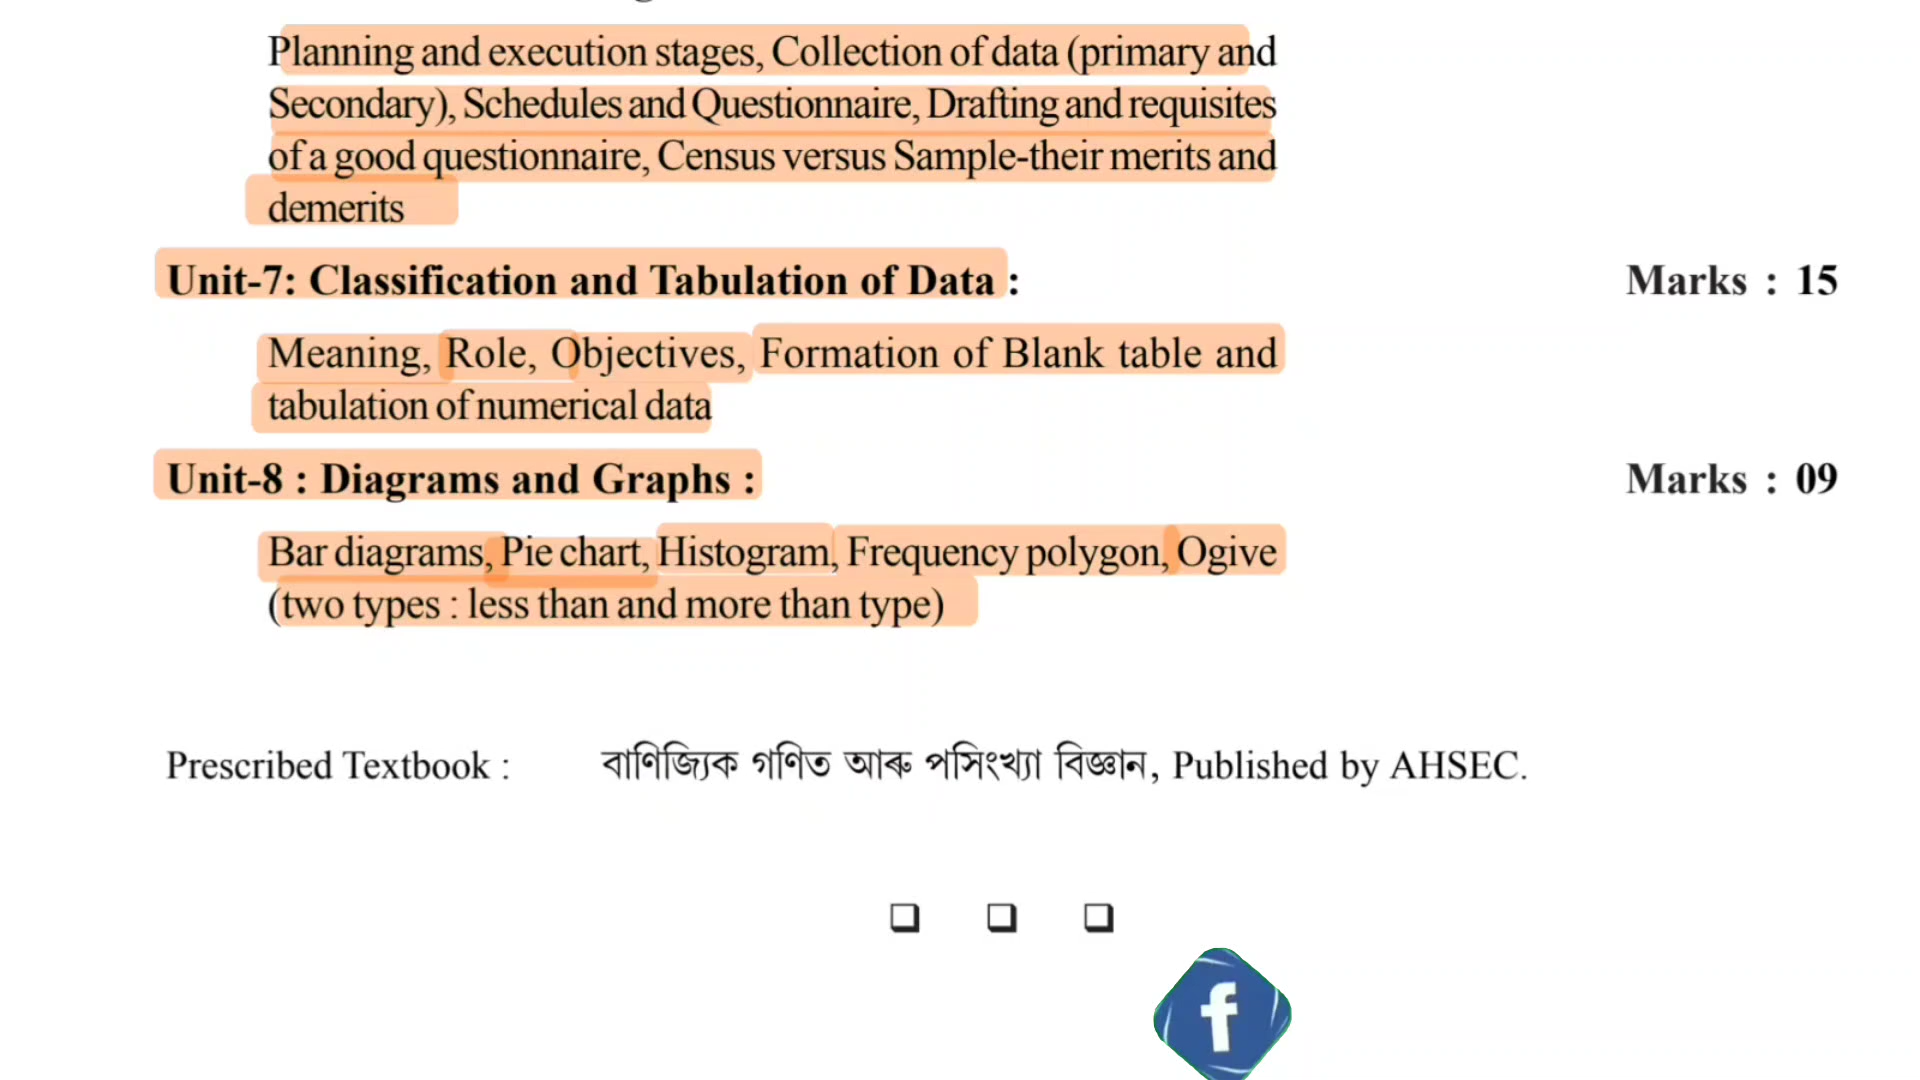 Planning and execution stages, Collection of data (primary and
Secondary), Schedules and Questionnaire, Drafting and requisites
of a good questionnaire, Census versus Sample-their merits and
demerits
Unit-7: Classification and Tabulation of Data : Marks : 15
Meaning, Role, Objectives, Formation of Blank table and
tabulation of numerical data
Unit-8 : Diagrams and Graphs : Marks : 09
Bar diagrams, Pie chart, Histogram, Frequency polygon, Ogive
(two types : less than and more than type)
Prescribed Textbook : বাণিজ্যিক গণিত আৰু পসিংখ্যা বিজ্ঞান, Published by AHSEC.
f